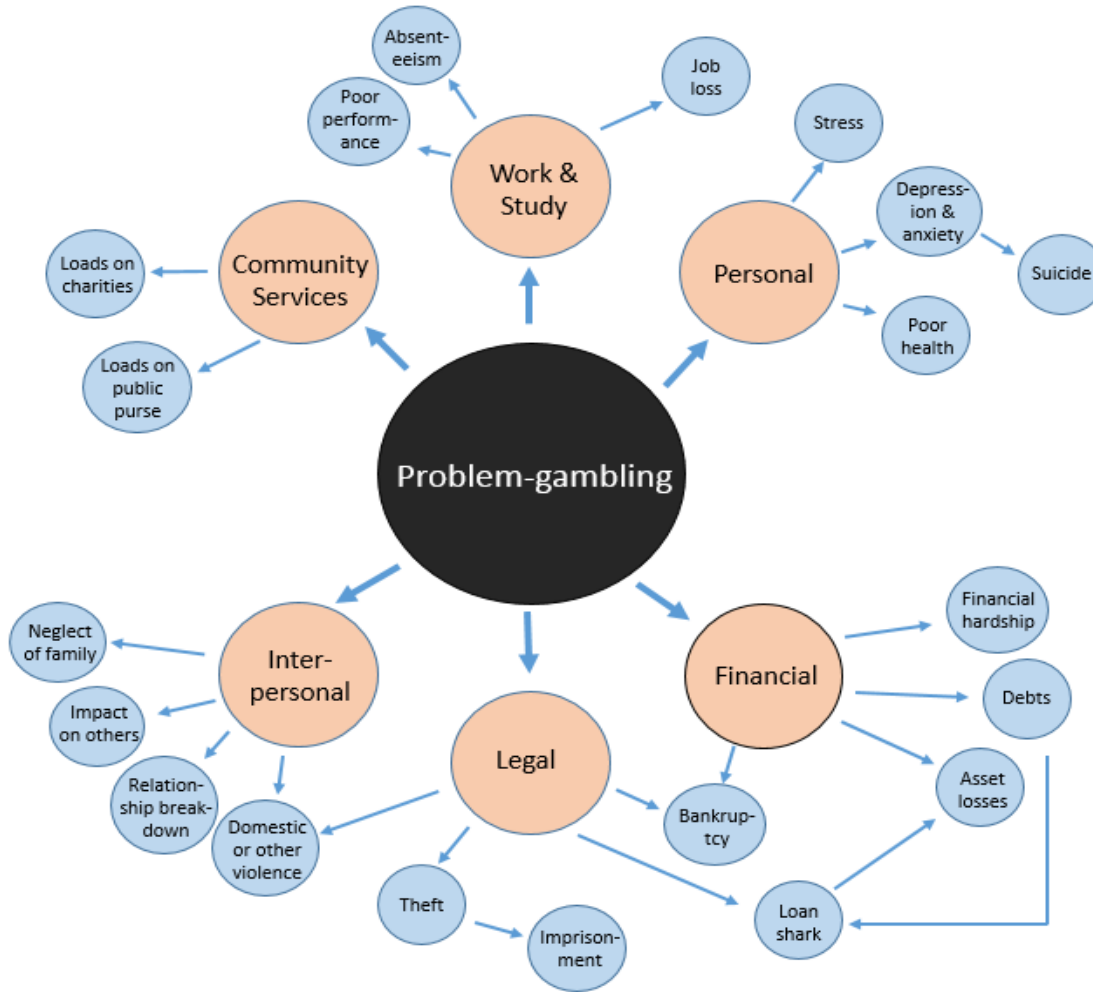 Absent-
eeism
Job
loss
Poor
perform-
ance
Work &
Study
Stress
Depress-
ion &
anxiety
Community
Services
Personal
Loads on
charities
Suicide
Poor
health
Loads on
public
purse
Problem-gambling
Neglect
of family
Inter-
personal
Financial
Financial
hardship
Impact
on others
Debts
Legal
Relation-
ship break-
down
Domestic
or other
violence
Bankrup-
tcy
Asset
losses
Theft
Loan
shark
Imprison-
ment